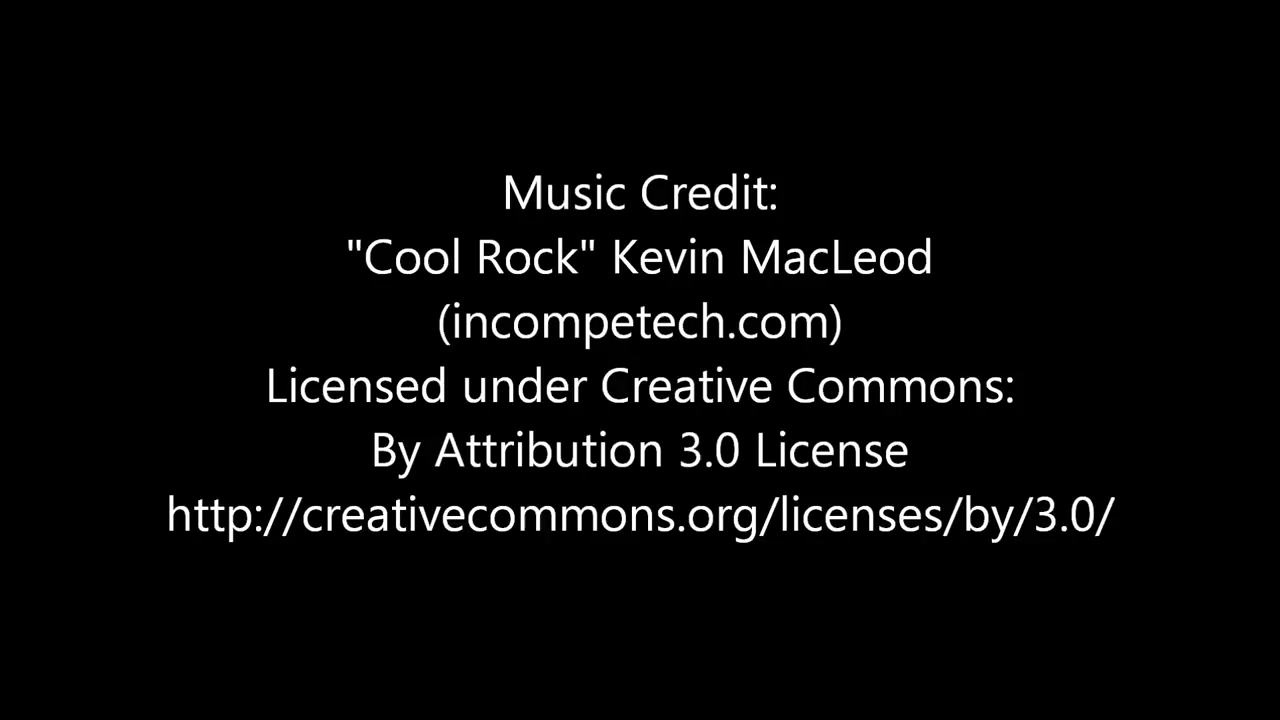 Music Credit:
"Cool Rock" Kevin MacLeod
(incompetech.com)
Licensed under Creative Commons:
By Attribution 3.0 License
http://creativecommons.org/licenses/by/3.0/